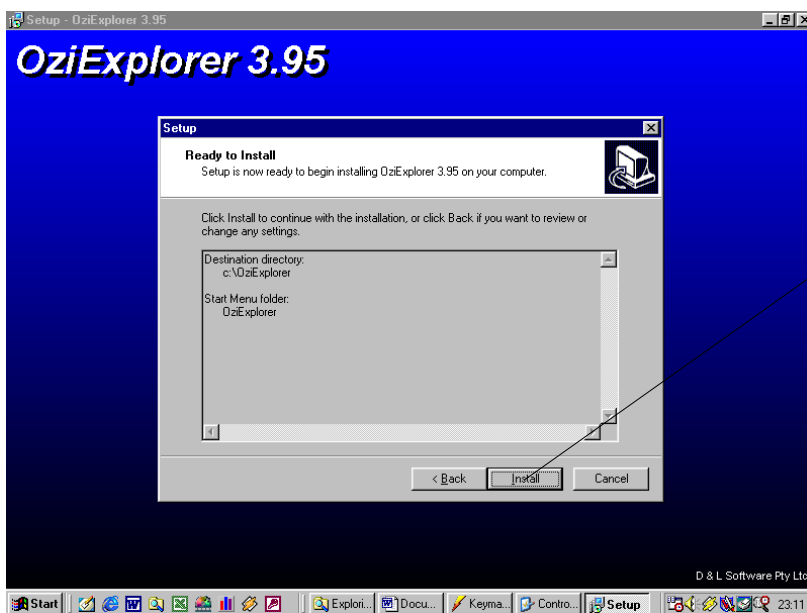 Setup - OziExplorer 3.95
OziExplorer 3.95
Setup
Ready to Install
Setup is now ready to begin installing OziExplorer 3.95 on your computer.
Click Install to continue with the installation, or click Back if you want to review or
change any settings.
Destination directory:
c:\OziExplorer
Start Menu folder:
OziExplorer
< Back
Install
Cancel
D & L Software Pty Ltd
Start
Explori...
Docu...
Keyma...
Contro...
Setup
23:11